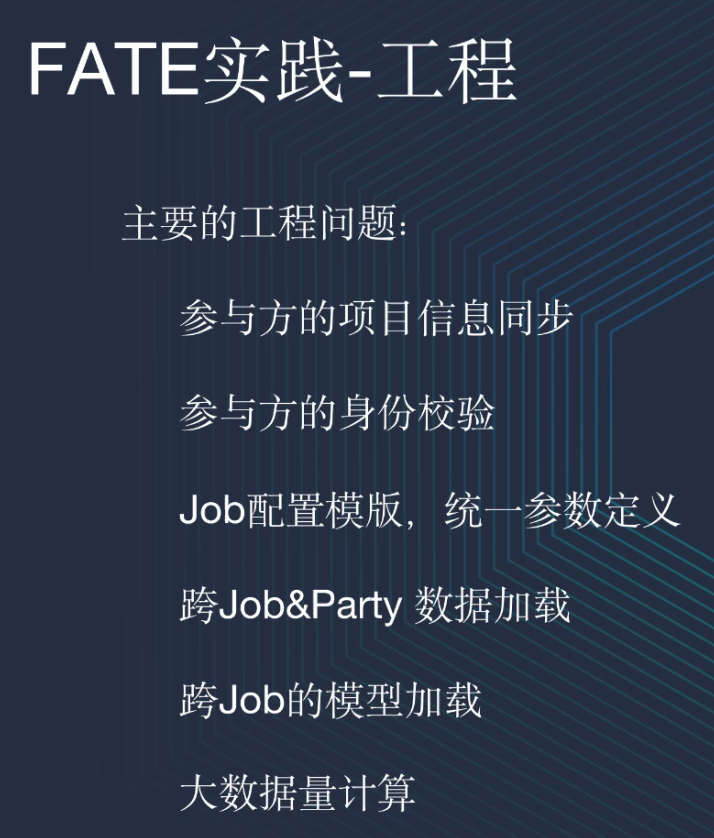 FATE实践-工程
主要的工程问题:
参与方的项目信息同步
参与方的身份校验
Job配置模版，统一参数定义
跨Job&Party 数据加载
跨Job的模型加载
大数据量计算